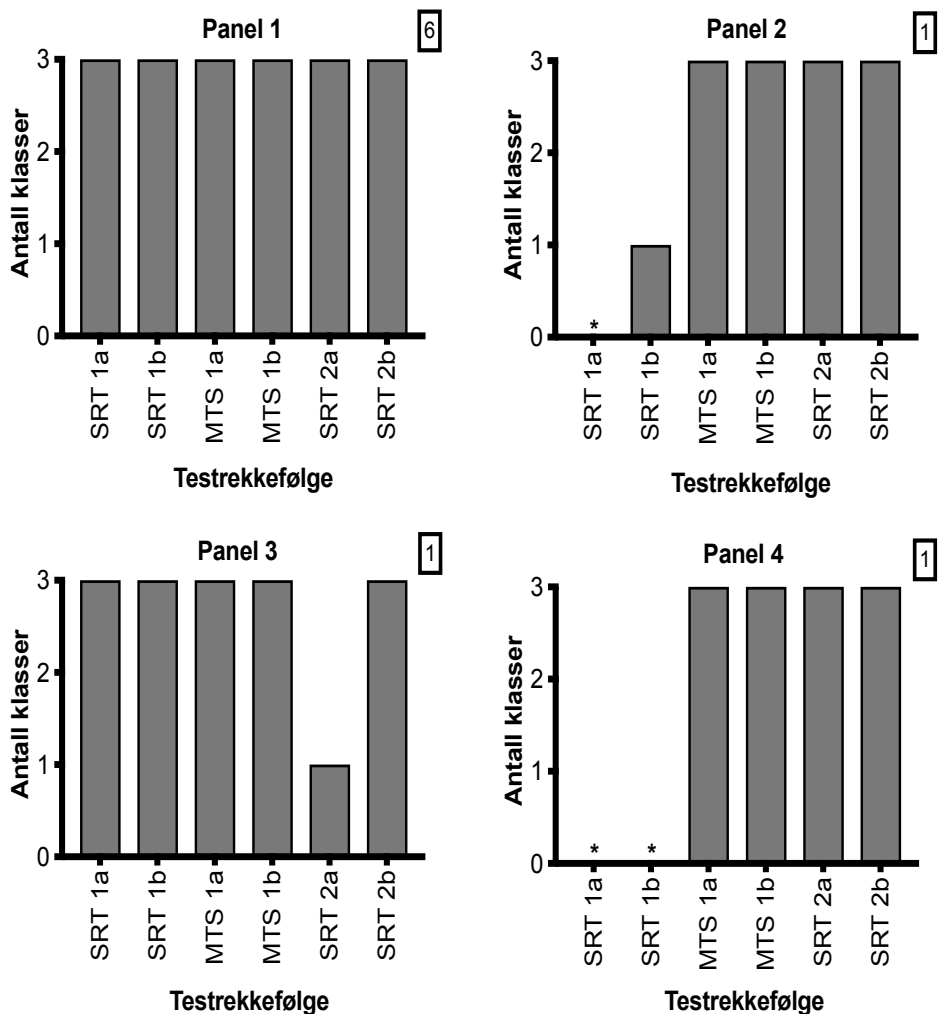 Panel 1
6
Antall klasser
3
2
1
0
SRT 1a
SRT 1b
MTS 1a
MTS 1b
SRT 2a
SRT 2b
Testrekkefølge
Panel 2
1
Antall klasser
3
2
1
0
*
SRT 1a
SRT 1b
MTS 1a
MTS 1b
SRT 2a
SRT 2b
Testrekkefølge
Panel 3
1
Antall klasser
3
2
1
0
SRT 1a
SRT 1b
MTS 1a
MTS 1b
SRT 2a
SRT 2b
Testrekkefølge
Panel 4
1
Antall klasser
3
2
1
0
* *
SRT 1a
SRT 1b
MTS 1a
MTS 1b
SRT 2a
SRT 2b
Testrekkefølge